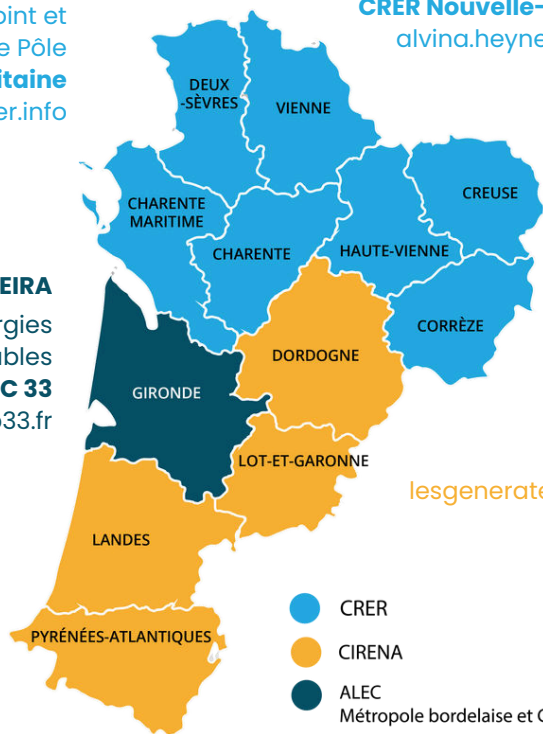 oint et
e Pôle
itaine
er.info
CRER Nouvelle-
alvina.heyne
DEUX
-SÈVRES
VIENNE
CREUSE
CHARENTE
MARITIME
CHARENTE
HAUTE-VIENNE
CORRÈZE
EIRA
rgies
ables
C 33
33.fr
DORDOGNE
GIRONDE
LOT-ET-GARONNE
lesgenerate
LANDES
PYRÉNÉES-ATLANTIQUES
CRER
CIRENA
ALEC
Métropole bordelaise et